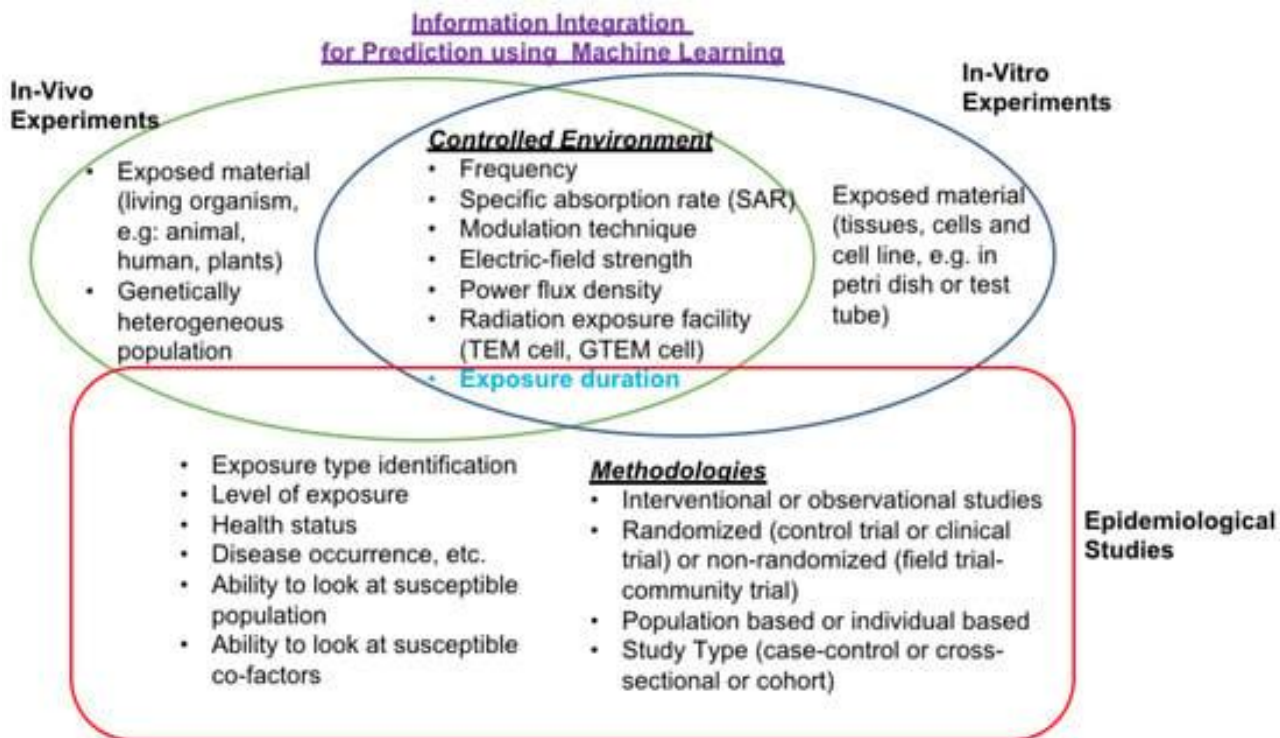 Information Integration
for Prediction using Machine Learning
In-Vivo
Experiments
In-Vitro
Experiments
• Exposed material
(living organism,
e.g: animal,
human, plants)
• Genetically
heterogeneous
population
Controlled Environment
• Frequency
• Specific absorption rate (SAR)
• Modulation technique
• Electric-field strength
• Power flux density
• Radiation exposure facility
(TEM cell, GTEM cell)
• Exposure duration
Exposed material
(tissues, cells and
cell line, e.g. in
petri dish or test
tube)
• Exposure type identification
• Level of exposure
• Health status
• Disease occurrence, etc.
• Ability to look at susceptible
population
• Ability to look at susceptible
co-factors
Methodologies
• Interventional or observational studies
• Randomized (control trial or clinical
trial) or non-randomized (field trial-
community trial)
• Population based or individual based
• Study Type (case-control or cross-
sectional or cohort)
Epidemiological
Studies